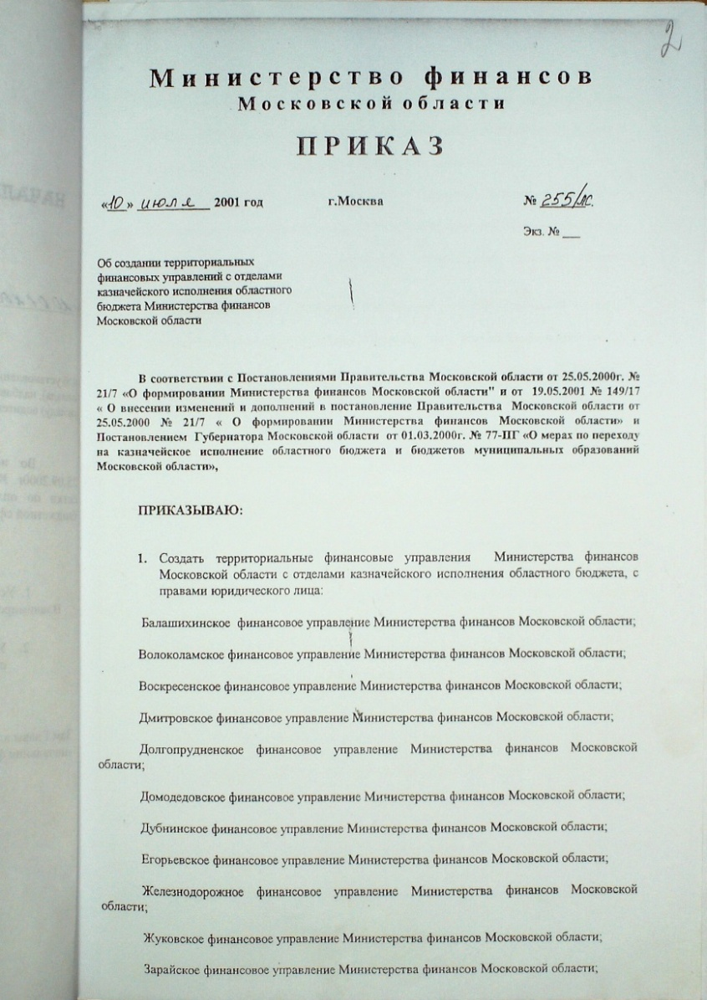 2
Министерство финансов
Московской области
ПРИКАЗ
«10» июля 2001 год г.Москва № 255/лс.
Экз. № ___
Об создании территориальных
финансовых управлений с отделами
казначейского исполнения областного
бюджета Министерства финансов
Московской области
В соответствии с Постановлениями Правительства Московской области от 25.05.2000г. №
21/7 «О формировании Министерства финансов Московской области" и от 19.05.2001 № 149/17
« О внесении изменений и дополнений в постановление Правительства Московской области от
25.05.2000 № 21/7 « О формировании Министерства финансов Московской области» и
Постановлением Губернатора Московской области от 01.03.2000г. № 77-ПГ «О мерах по переходу
на казначейское исполнение областного бюджета и бюджетов муниципальных образований
Московской области»,
ПРИКАЗЫВАЮ:
1. Создать территориальные финансовые управления Министерства финансов
Московской области с отделами казначейского исполнения областного бюджета, с
правами юридического лица:
Балашихинское финансовое управление Министерства финансов Московской области;
Волоколамское финансовое управление Министерства финансов Московской области;
Воскресенское финансовое управление Министерства финансов Московской области;
Дмитровское финансовое управление Министерства финансов Московской области;
Долгопрудненское финансовое управление Министерства финансов Московской
области;
Домодедовское финансовое управление Министерства финансов Московской области;
Дубнинское финансовое управление Министерства финансов Московской области;
Егорьевское финансовое управление Министерства финансов Московской области;
Железнодорожное финансовое управление Министерства финансов Московской
области;
Жуковское финансовое управление Министерства финансов Московской области;
Зарайское финансовое управление Министерства финансов Московской области;